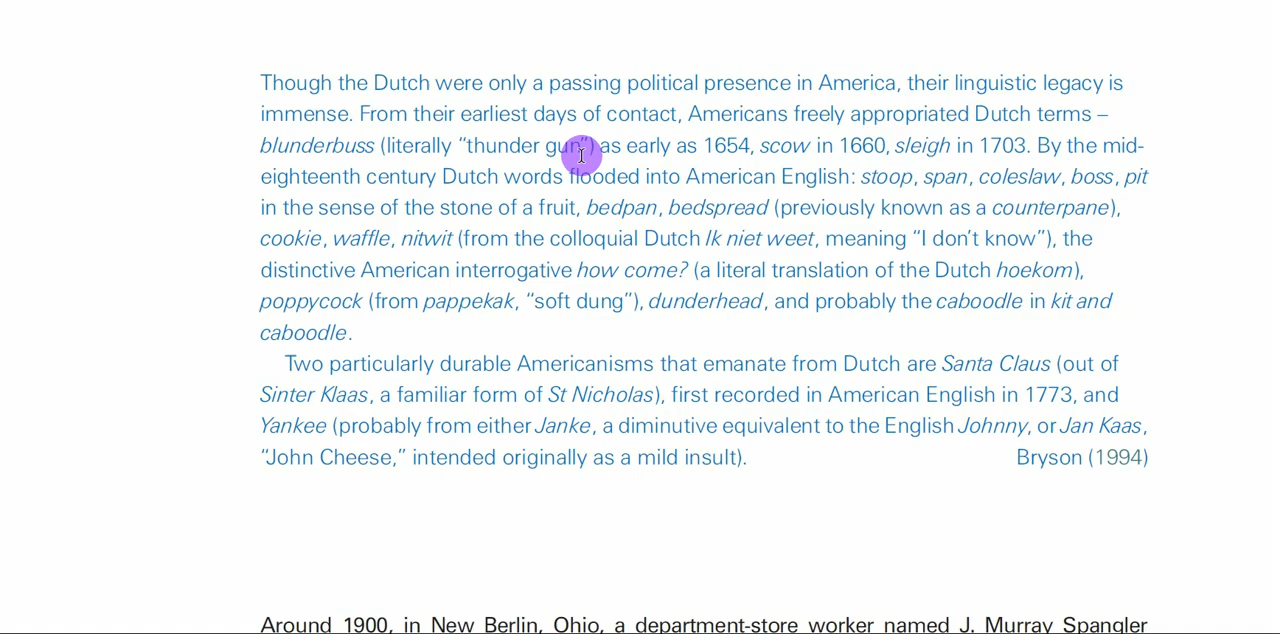 Though the Dutch were only a passing political presence in America, their linguistic legacy is
immense. From their earliest days of contact, Americans freely appropriated Dutch terms –
blunderbuss (literally “thunder gun”) as early as 1654, scow in 1660, sleigh in 1703. By the mid-
eighteenth century Dutch words flooded into American English: stoop, span, coleslaw, boss, pit
in the sense of the stone of a fruit, bedpan, bedspread (previously known as a counterpane),
cookie, waffle, nitwit (from the colloquial Dutch Ik niet weet, meaning “I don’t know”), the
distinctive American interrogative how come? (a literal translation of the Dutch hoekom),
poppycock (from pappekak, “soft dung”), dunderhead, and probably the caboodle in kit and
caboodle.
Two particularly durable Americanisms that emanate from Dutch are Santa Claus (out of
Sinter Klaas, a familiar form of St Nicholas), first recorded in American English in 1773, and
Yankee (probably from either Janke, a diminutive equivalent to the English Johnny, or Jan Kaas,
“John Cheese,” intended originally as a mild insult). Bryson (1994)
Around 1900, in New Berlin, Ohio, a department-store worker named J. Murray Spangler